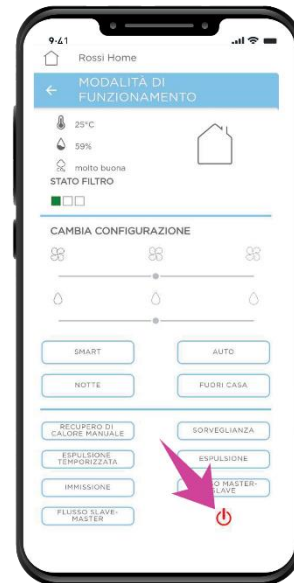 9:41
Rossi Home
MODALITÀ DI
FUNZIONAMENTO
25°C
59%
molto buona
STATO FILTRO
CAMBIA CONFIGURAZIONE
SMART
AUTO
NOTTE
FUORI CASA
RECUPERO DI
CALORE MANUALE
SORVEGLIANZA
ESPULSIONE
TEMPORIZZATA
ESPULSIONE
IMMISSIONE
MASTER-
SLAVE
FLUSSO SLAVE-
MASTER